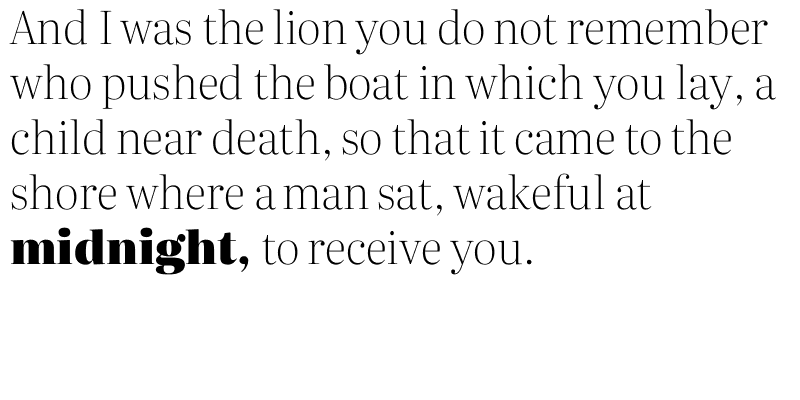 And I was the lion you do not remember
who pushed the boat in which you lay, a
child near death, so that it came to the
shore where a man sat, wakeful at
midnight, to receive you.